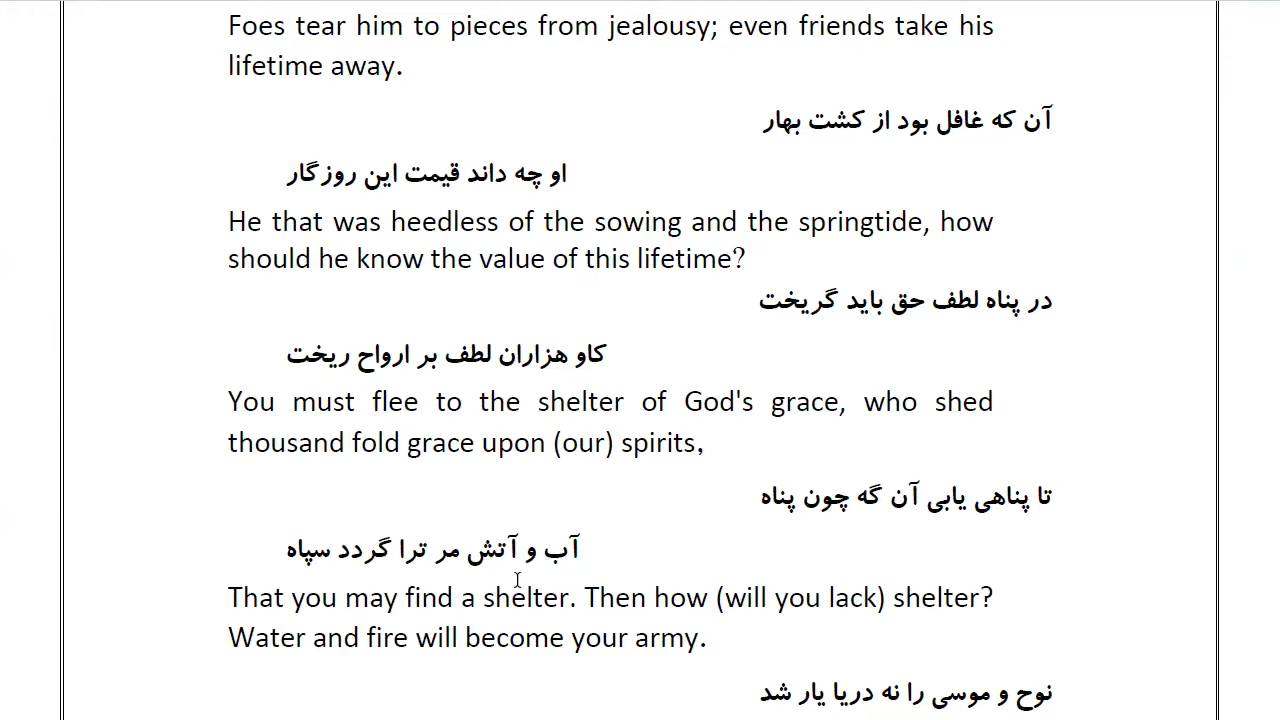 Foes tear him to pieces from jealousy; even friends take his
lifetime away.
آن که غافل بود از کشت بهار
او چه داند قیمت این روزگار
He that was heedless of the sowing and the springtide, how
should he know the value of this lifetime?
در پناه لطف حق باید گریخت
کاو هزاران لطف بر ارواح ریخت
You must flee to the shelter of God's grace, who shed
thousand fold grace upon (our) spirits,
تا پناهی یابی آن گه چون پناه
آب و آتش مر ترا گردد سپاه
That you may find a shelter. Then how (will you lack) shelter?
Water and fire will become your army.
نوح و موسی را نه دریا یار شد